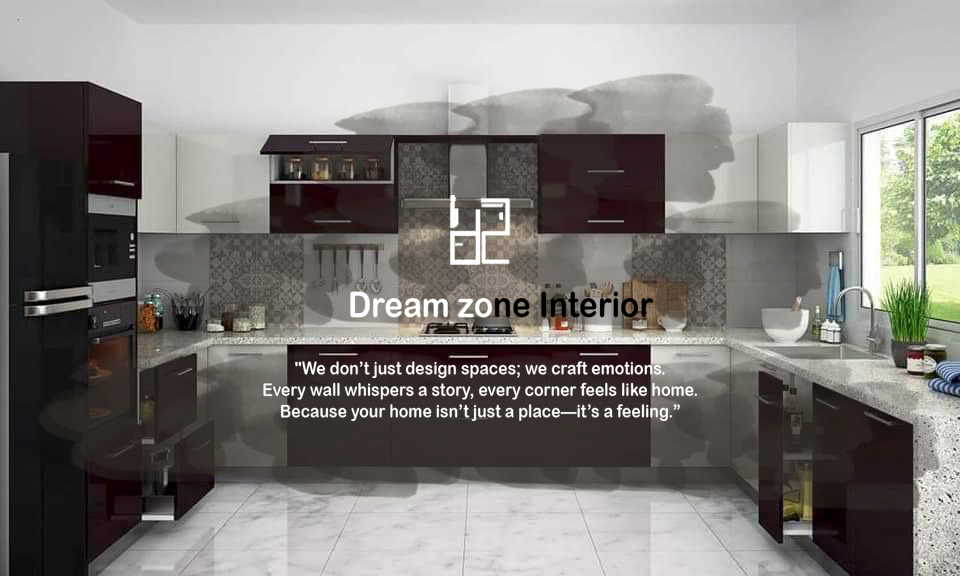 Dream zone Interior
"We don’t just design spaces; we craft emotions.
Every wall whispers a story, every corner feels like home.
Because your home isn’t just a place—it’s a feeling.”